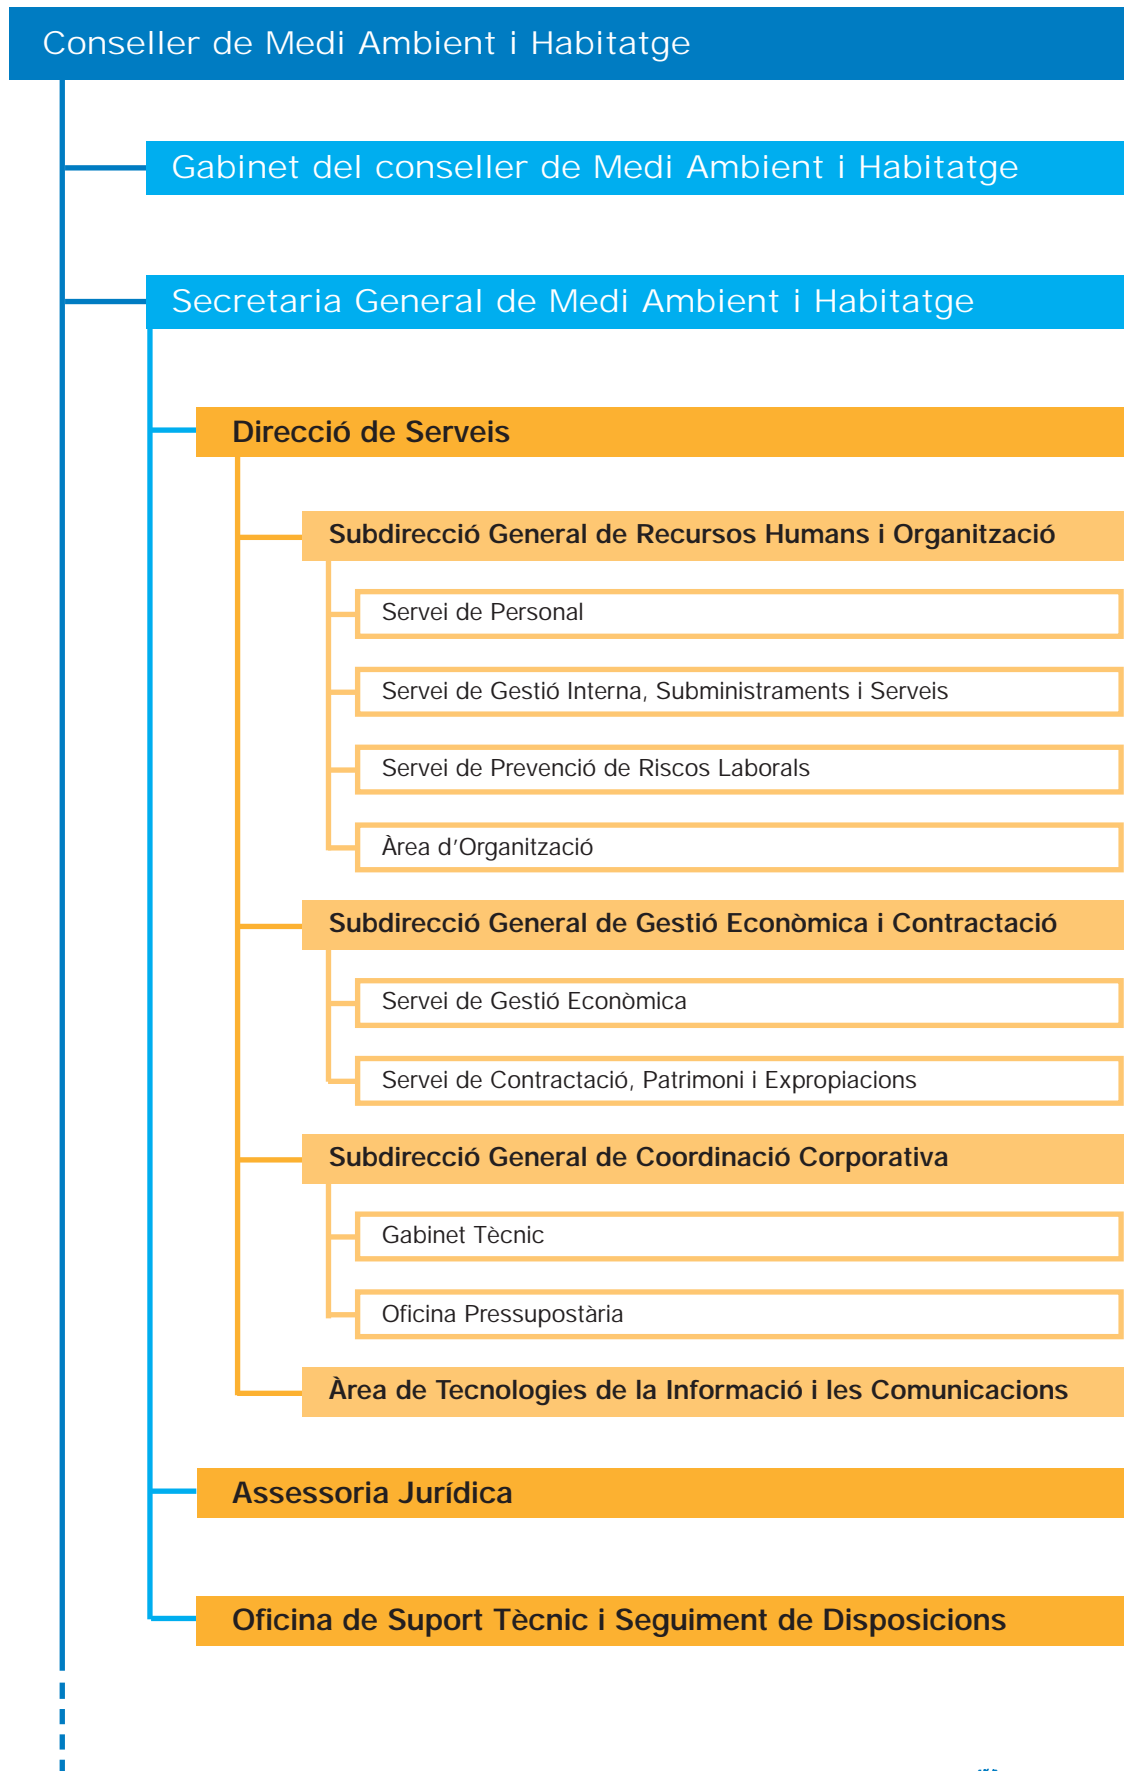 Conseller de Medi Ambient i Habitatge
Gabinet del conseller de Medi Ambient i Habitatge
Secretaria General de Medi Ambient i Habitatge
Direcció de Serveis
Subdirecció General de Recursos Humans i Organització
Servei de Personal
Servei de Gestió Interna, Subministraments i Serveis
Servei de Prevenció de Riscos Laborals
Àrea d’Organització
Subdirecció General de Gestió Econòmica i Contractació
Servei de Gestió Econòmica
Servei de Contractació, Patrimoni i Expropiacions
Subdirecció General de Coordinació Corporativa
Gabinet Tècnic
Oficina Pressupostària
Àrea de Tecnologies de la Informació i les Comunicacions
Assessoria Jurídica
Oficina de Suport Tècnic i Seguiment de Disposicions